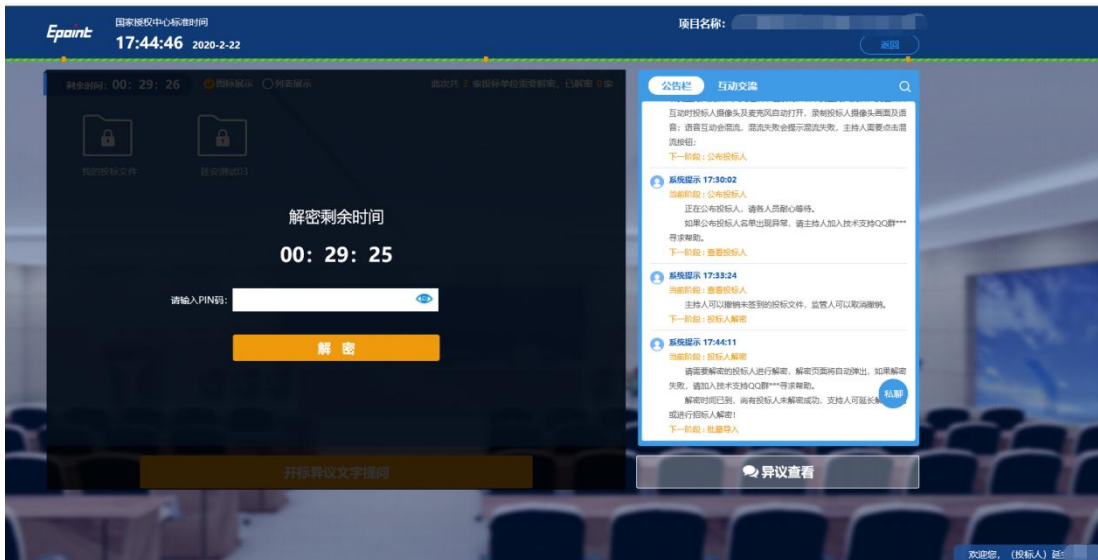 Epoint
国家授权中心标准时间
17:44:46 2020-2-22
项目名称:
返回
剩余时间: 00: 29: 26 图标展示 列表展示
此次共 2 家投标单位需要解密，已解密 0家
我的投标文件
延安测试03
解密剩余时间
00: 29: 25
请输入PIN码:
解 密
开标异议文字提问
公告栏 互动交流
互动时投标人摄像头及麦克风自动打开，录制投标人摄像头画面及语
音；语音互动会混流，混流失败会提示混流失败，主持人需要点击混
流按钮；
下一阶段：公布投标人
系统提示 17:30:02
当前阶段：公布投标人
正在公布投标人，请各人员耐心等待。
如果公布投标人名单出现异常，请主持人加入技术支持QQ群***
寻求帮助。
下一阶段：查看投标人
系统提示 17:33:24
当前阶段：查看投标人
主持人可以撤销未签到的投标文件，监管人可以取消撤销。
下一阶段：投标人解密
系统提示 17:44:11
当前阶段：投标人解密
请需要解密的投标人进行解密，解密页面将自动弹出，如果解密
失败，请加入技术支持QQ群***寻求帮助。
解密时间已到，尚有投标人未解密成功，支持人可延长解
或进行招标人解密！
下一阶段：批量导入
私聊
异议查看
欢迎您，（投标人）延